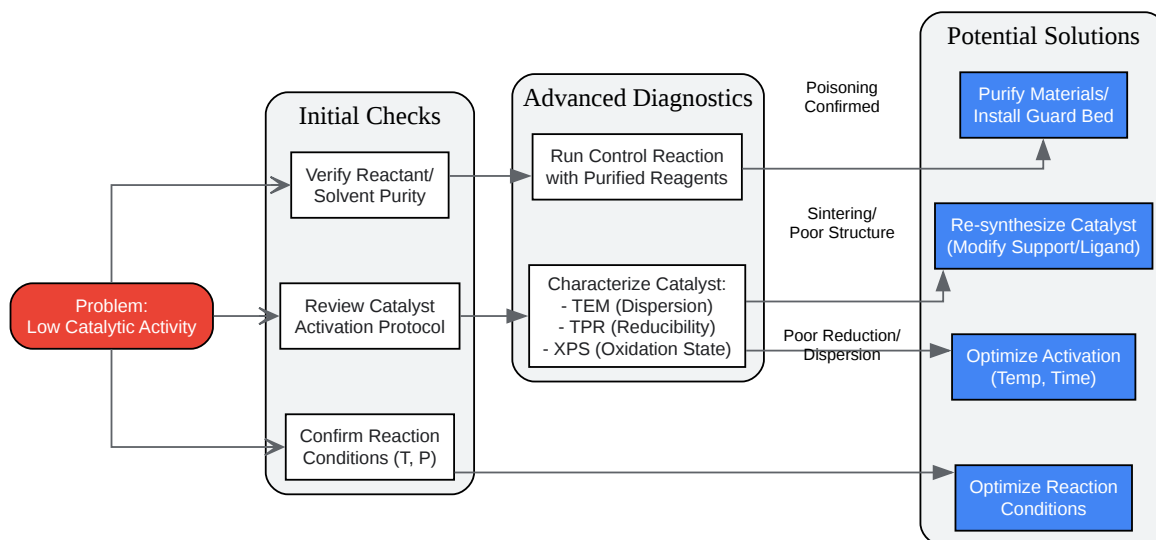 Potential Solutions
Advanced Diagnostics
Initial Checks
Poisoning
Confirmed
Purify Materials/
Install Guard Bed
Verify Reactant/
Solvent Purity
Run Control Reaction
with Purified Reagents
Sintering/
Poor Structure
Re-synthesize Catalyst
(Modify Support/Ligand)
Problem:
Low Catalytic Activity
Review Catalyst
Activation Protocol
Characterize Catalyst:
- TEM (Dispersion)
- TPR (Reducibility)
- XPS (Oxidation State)
Poor Reduction/
Dispersion
Optimize Activation
(Temp, Time)
Confirm Reaction
Conditions (T, P)
Optimize Reaction
Conditions